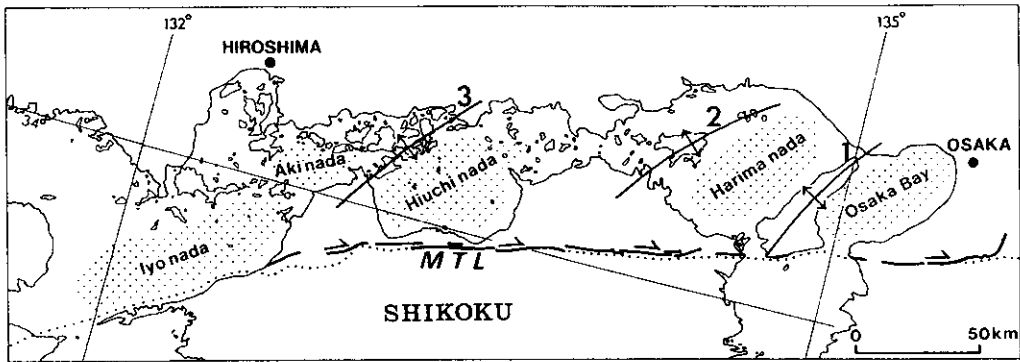 132°
135°
HIROSHIMA
3
2
1
OSAKA
34°
Aki nada
Hiuchi nada
Harima nada
Osaka Bay
Iyo nada
MTL
SHIKOKU
0 50km